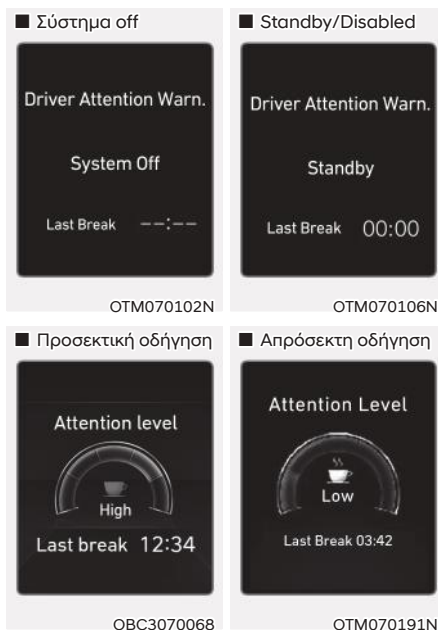 ■ Σύστημα off
Driver Attention Warn.
System Off
Last Break --:--
OTM070102N
■ Standby/Disabled
Driver Attention Warn.
Standby
Last Break 00:00
OTM070106N
■ Προσεκτική οδήγηση
Attention level
High
Last break 12:34
OBC3070068
■ Απρόσεκτη οδήγηση
Attention Level
Low
Last Break 03:42
OTM070191N